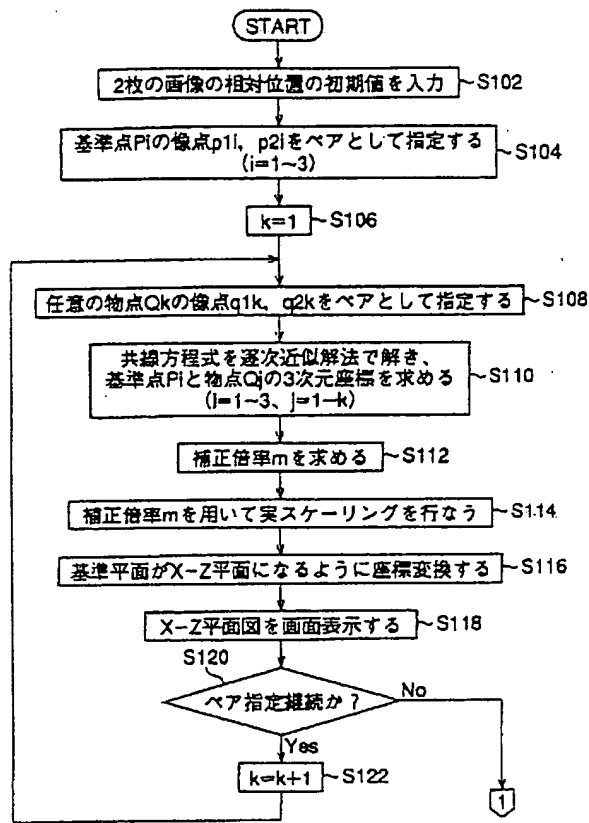 START
2枚の画像の相対位置の初期値を入力
S102
基準点Piの像点p1i, p2iをペアとして指定する
(i=1~3)
S104
k=1
S106
任意の物点Qkの像点q1k、q2kをペアとして指定する
S108
共線方程式を逐次近似解法で解き、
基準点Piと物点Qjの3次元座標を求める
(i=1~3、j=1~k)
S110
補正倍率mを求める
S112
補正倍率mを用いて実スケーリングを行なう
S114
基準平面がX-Z平面になるように座標変換する
S116
X-Z平面図を画面表示する
S118
S120
ペア指定継続か?
No
Yes
k=k+1
S122
1